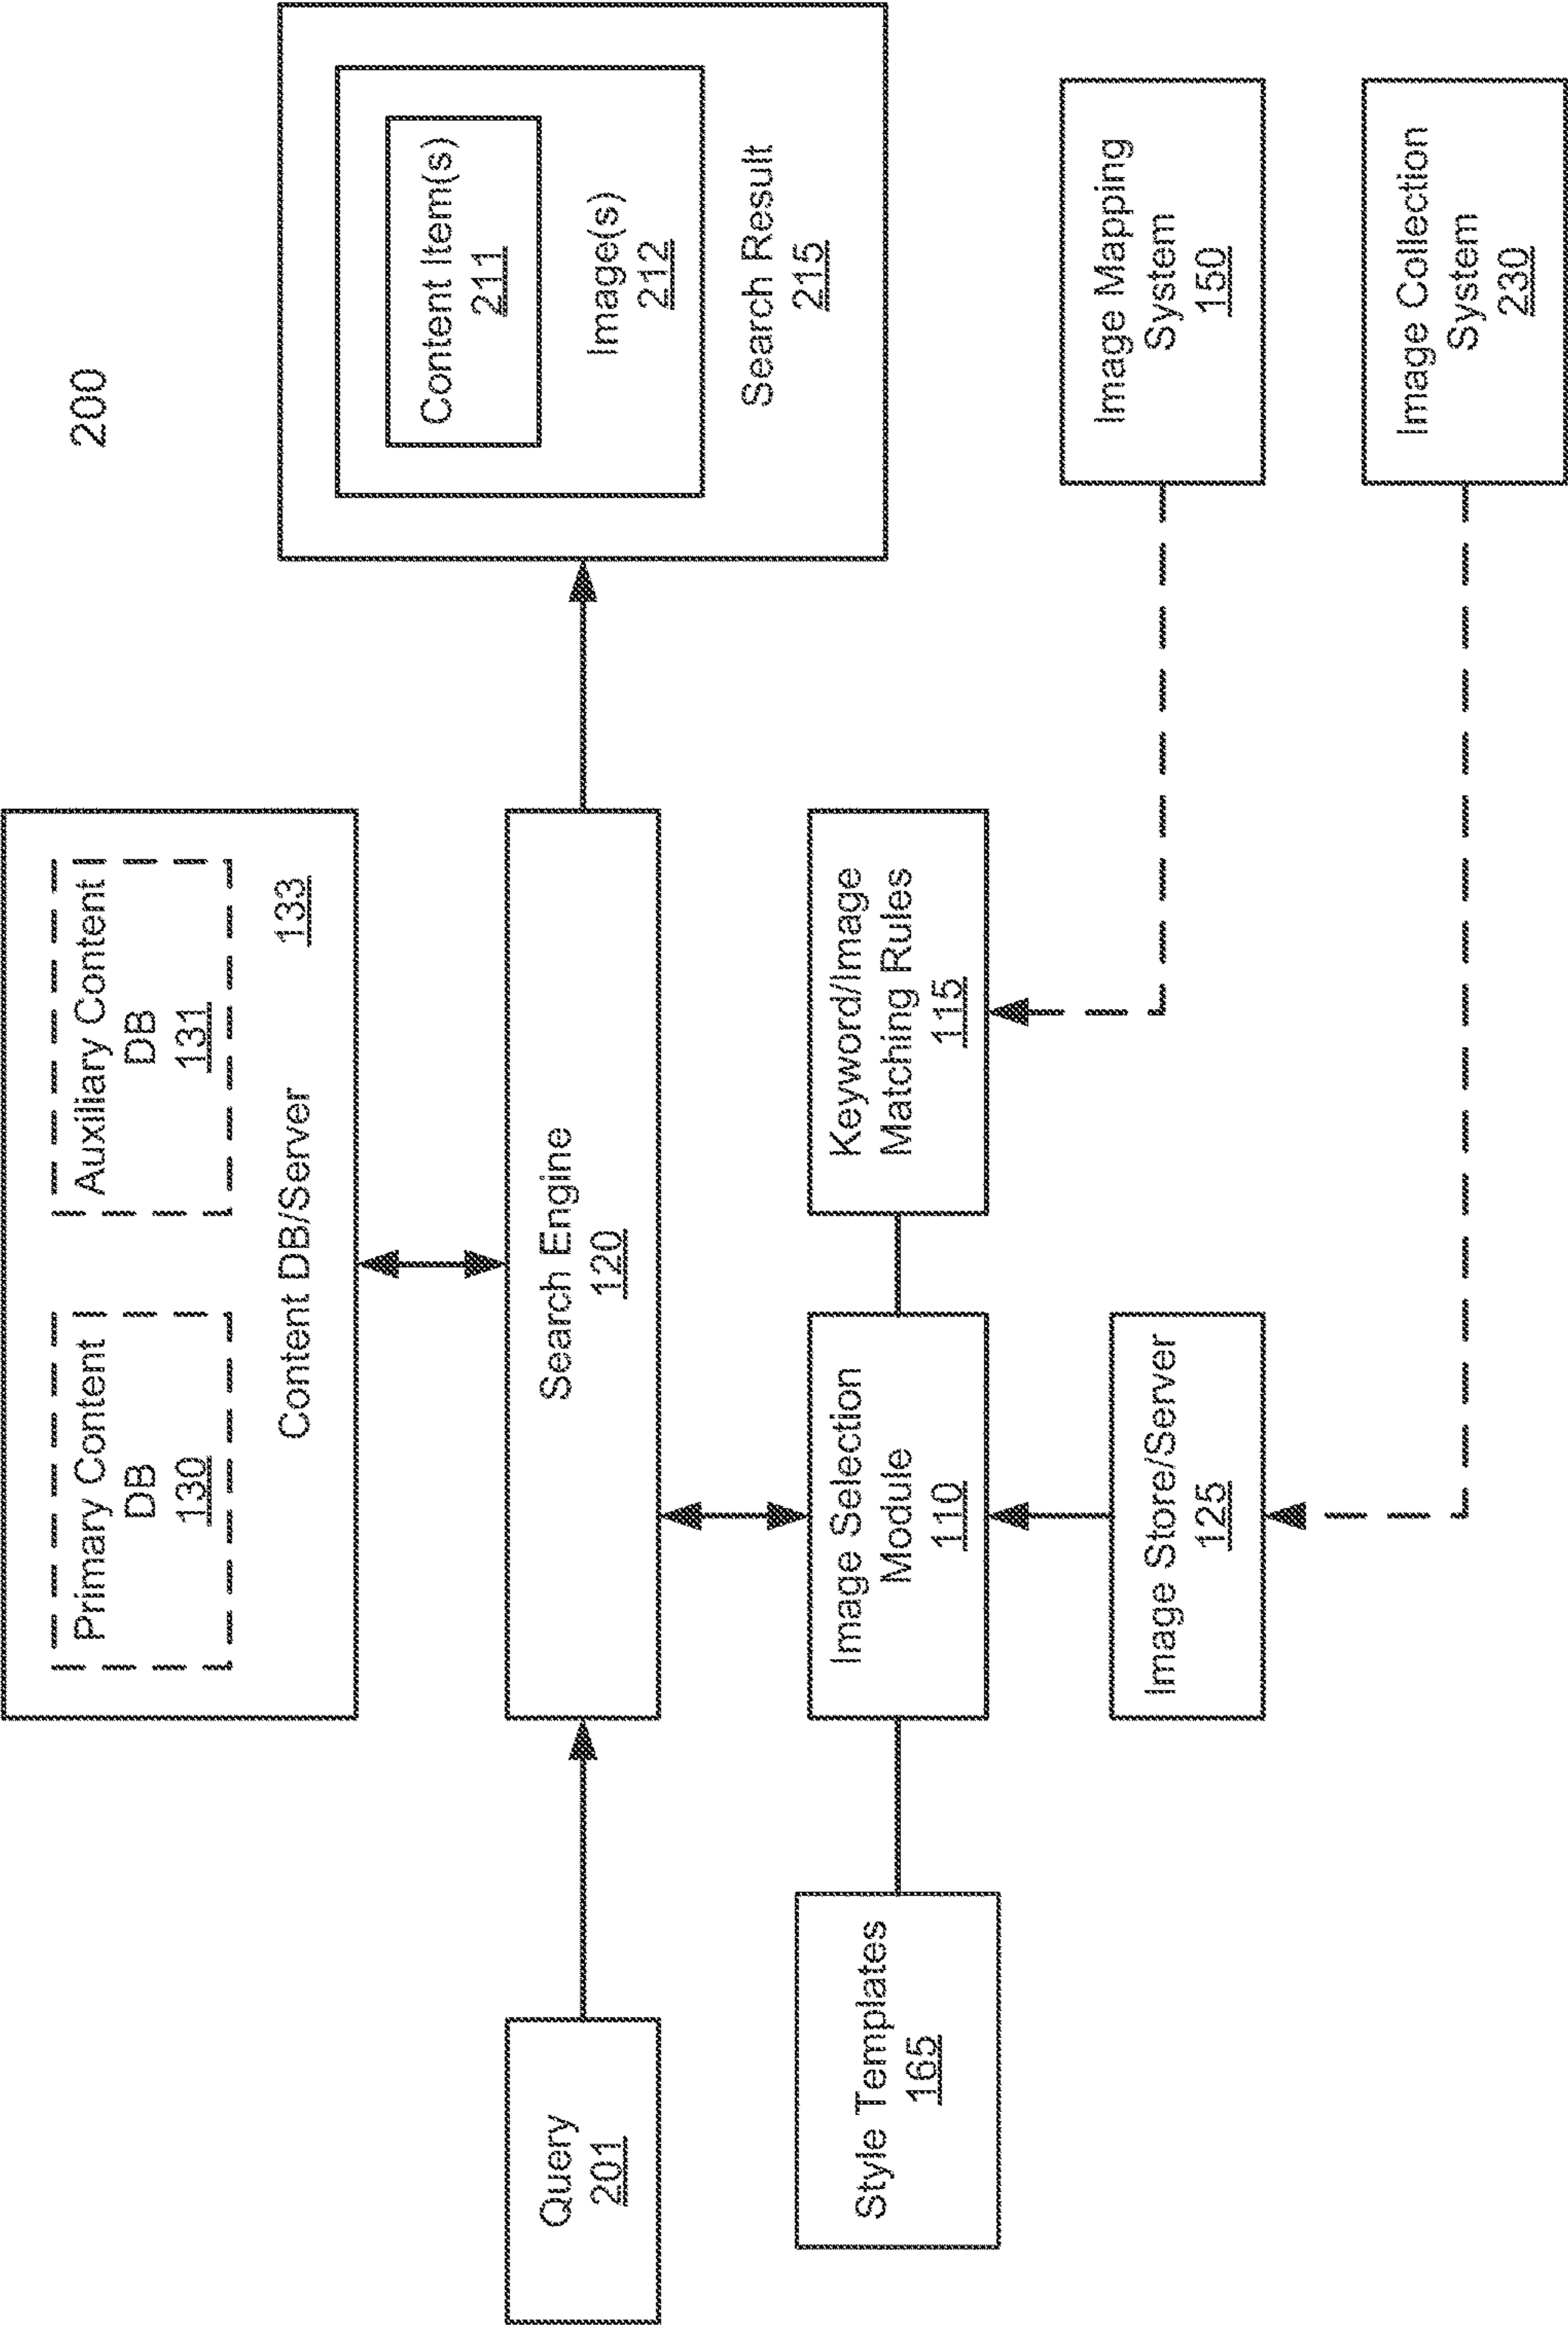 200
Primary Content
DB
130
Auxiliary Content
DB
131
Content DB/Server
133
Query
201
Search Engine
120
Content Item(s)
211
Image(s)
212
Search Result
215
Style Templates
165
Image Selection
Module
110
Keyword/Image
Matching Rules
115
Image Store/Server
125
Image Mapping
System
150
Image Collection
System
230